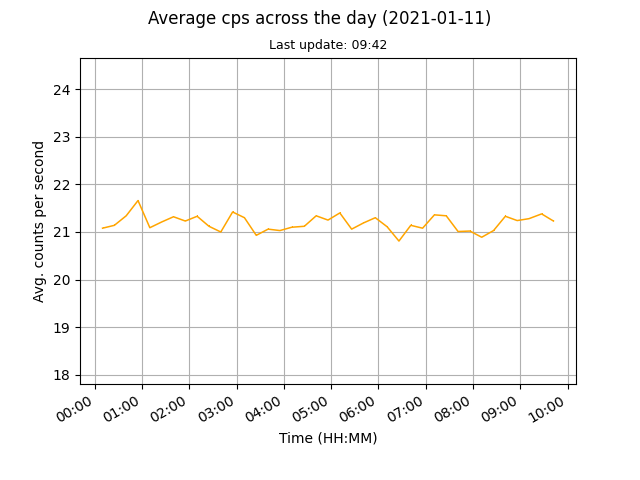 Average cps across the day (2021-01-11)
Last update: 09:42
Avg. counts per second
24
23
22
21
20
19
18
00:00 01:00 02:00 03:00 04:00 05:00 06:00 07:00 08:00 09:00 10:00
Time (HH:MM)